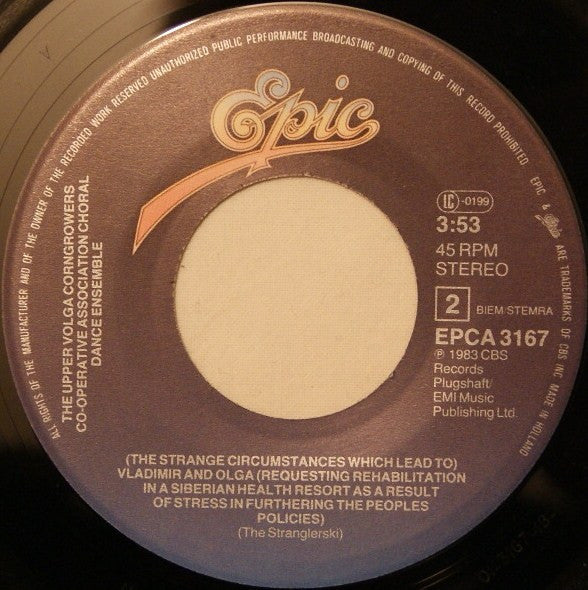 ALL RIGHTS OF THE MANUFACTURER AND OF THE OWNER OF THE RECORDED WORK RESERVED UNAUTHORIZED PUBLIC PERFORMANCE BROADCASTING AND COPYING OF THIS RECORD PROHIBITED EPIC & Epic ARE TRADEMARKS OF CBS INC MADE IN HOLLAND
Epic
THE UPPER VOLGA CORNGROWERS
CO-OPERATIVE ASSOCIATION CHORAL
DANCE ENSEMBLE
LC -0199
3:53
45 RPM
STEREO
2 BIEM/STEMRA
EPCA 3167
℗ 1983 CBS
Records
Plugshaft/
EMI Music
Publishing Ltd.
(THE STRANGE CIRCUMSTANCES WHICH LEAD TO)
VLADIMIR AND OLGA (REQUESTING REHABILITATION
IN A SIBERIAN HEALTH RESORT AS A RESULT
OF STRESS IN FURTHERING THE PEOPLES
POLICIES)
(The Stranglerski)